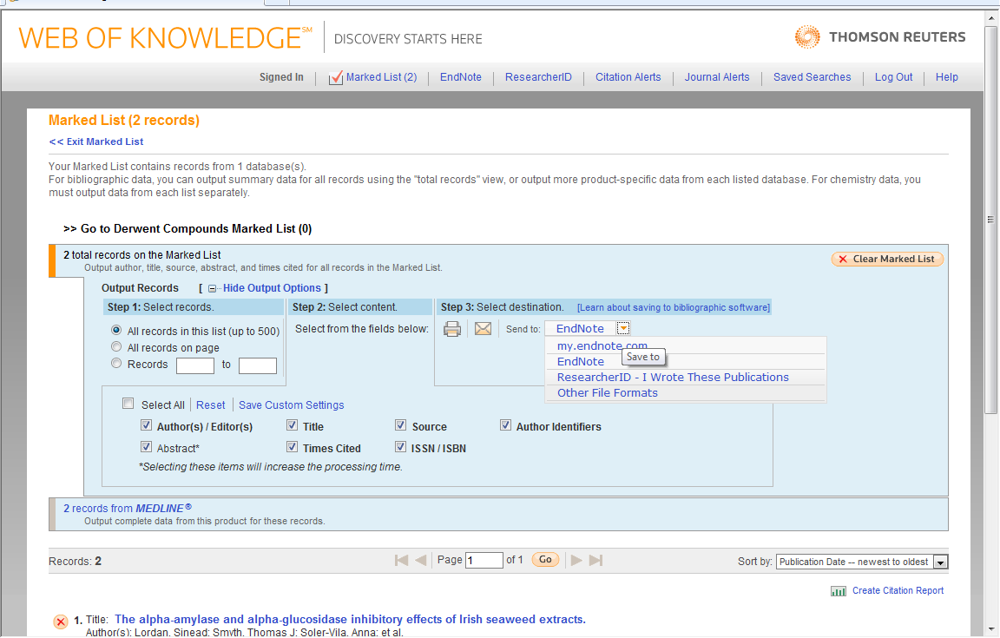 WEB OF KNOWLEDGE℠ DISCOVERY STARTS HERE THOMSON REUTERS
Signed In Marked List (2) EndNote ResearcherID Citation Alerts Journal Alerts Saved Searches Log Out Help
Marked List (2 records)
<< Exit Marked List
Your Marked List contains records from 1 database(s).
For bibliographic data, you can output summary data for all records using the "total records" view, or output more product-specific data from each listed database. For chemistry data, you
must output data from each list separately.
>> Go to Derwent Compounds Marked List (0)
2 total records on the Marked List
Clear Marked List
Output author, title, source, abstract, and times cited for all records in the Marked List.
Output Records [ Hide Output Options ]
Step 1: Select records. Step 2: Select content. Step 3: Select destination. [Learn about saving to bibliographic software]
All records in this list (up to 500) Select from the fields below: Send to: EndNote
my.endnote.com
All records on page
Save to
EndNote
Records to
ResearcherID - I Wrote These Publications
Other File Formats
Select All Reset Save Custom Settings
Author(s) / Editor(s) Title Source Author Identifiers
Abstract* Times Cited ISSN / ISBN
*Selecting these items will increase the processing time.
2 records from MEDLINE®
Output complete data from this product for these records.
Records: 2 Page 1 of 1 Go Sort by: Publication Date -- newest to oldest
Create Citation Report
1. Title: The alpha-amylase and alpha-glucosidase inhibitory effects of Irish seaweed extracts.
Author(s): Lordan, Sinead; Smyth, Thomas J; Soler-Vila, Anna; et al.